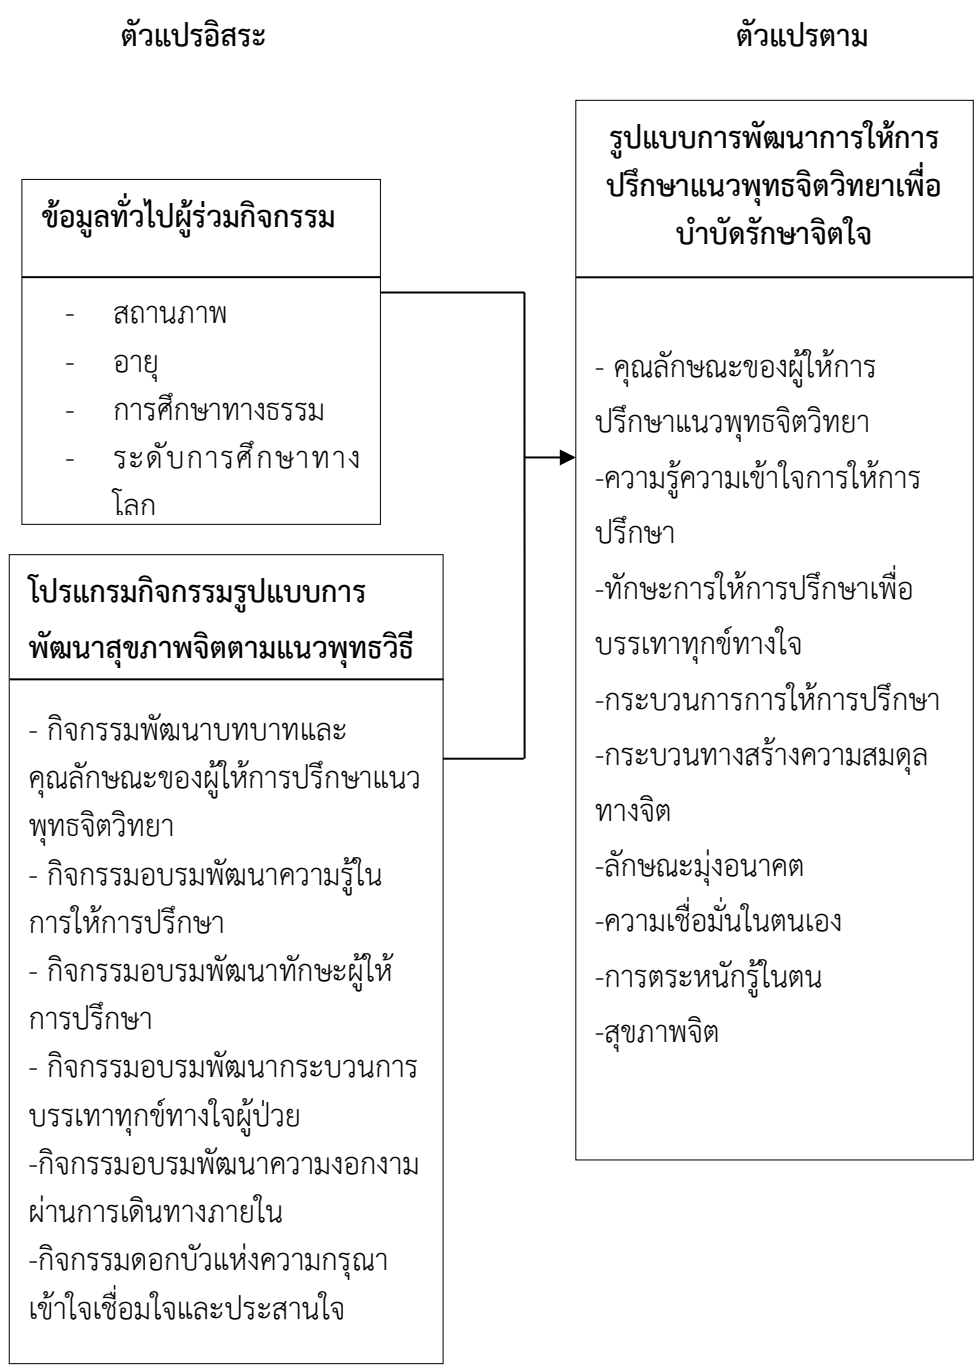 ตัวแปรอิสระ
ตัวแปรตาม
ข้อมูลทั่วไปผู้ร่วมกิจกรรม
- สถานภาพ
- อายุ
- การศึกษาทางธรรม
- ระดับการศึกษาทาง
โลก
โปรแกรมกิจกรรมรูปแบบการ
พัฒนาสุขภาพจิตตามแนวพุทธวิธี
- กิจกรรมพัฒนาบทบาทและ
คุณลักษณะของผู้ให้การปรึกษาแนว
พุทธจิตวิทยา
- กิจกรรมอบรมพัฒนาความรู้ใน
การให้การปรึกษา
- กิจกรรมอบรมพัฒนาทักษะผู้ให้
การปรึกษา
- กิจกรรมอบรมพัฒนากระบวนการ
บรรเทาทุกข์ทางใจผู้ป่วย
-กิจกรรมอบรมพัฒนาความงอกงาม
ผ่านการเดินทางภายใน
-กิจกรรมดอกบัวแห่งความกรุณา
เข้าใจเชื่อมใจและประสานใจ
รูปแบบการพัฒนาการให้การ
ปรึกษาแนวพุทธจิตวิทยาเพื่อ
บำบัดรักษาจิตใจ
- คุณลักษณะของผู้ให้การ
ปรึกษาแนวพุทธจิตวิทยา
-ความรู้ความเข้าใจการให้การ
ปรึกษา
-ทักษะการให้การปรึกษาเพื่อ
บรรเทาทุกข์ทางใจ
-กระบวนการการให้การปรึกษา
-กระบวนทางสร้างความสมดุล
ทางจิต
-ลักษณะมุ่งอนาคต
-ความเชื่อมั่นในตนเอง
-การตระหนักรู้ในตน
-สุขภาพจิต